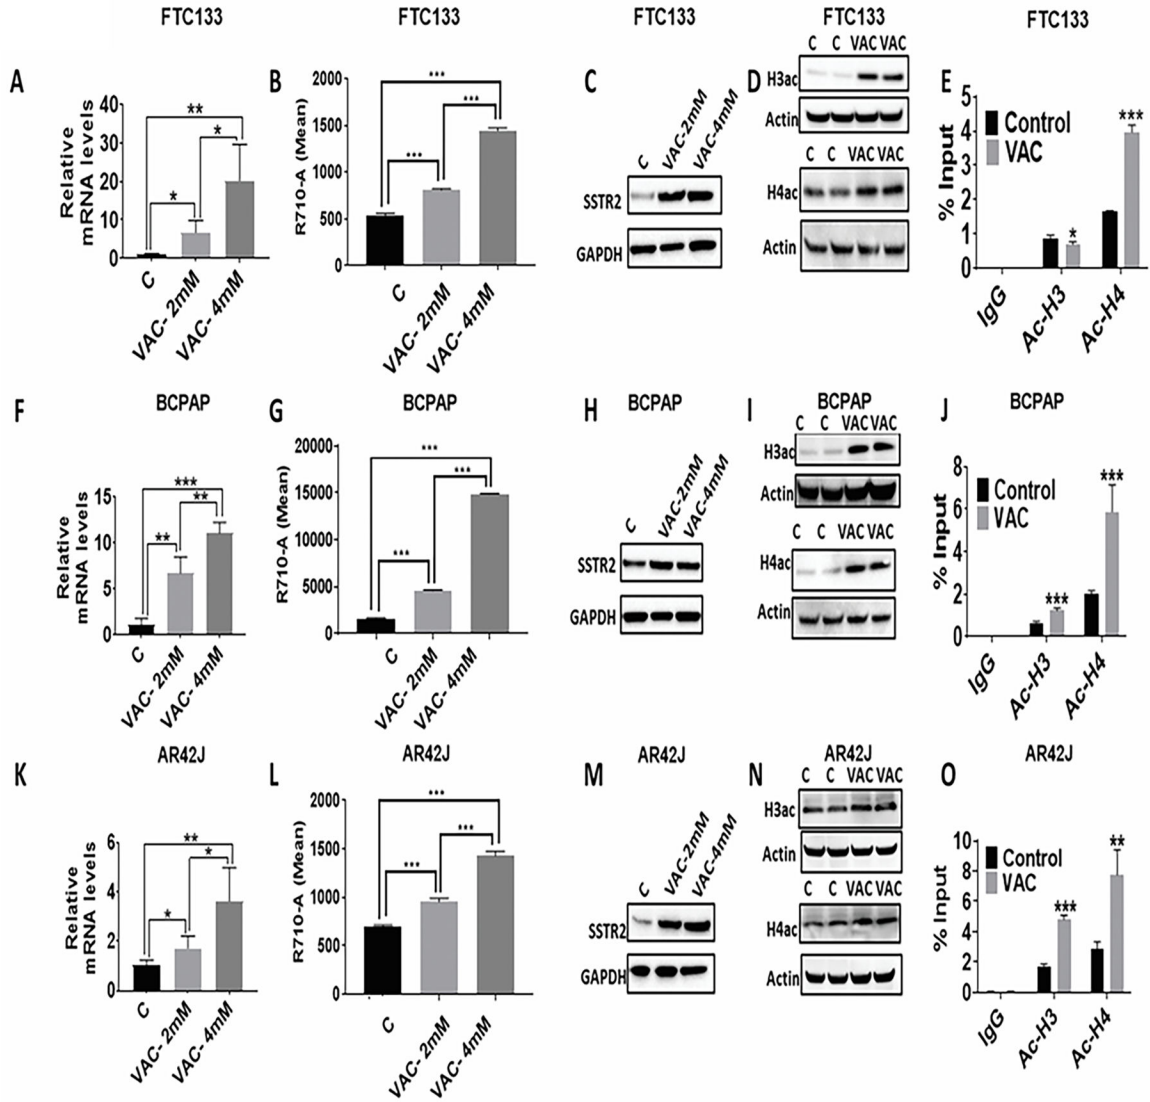 FTC133
FTC133
FTC133
FTC133
FTC133
A
Relative
mRNA levels
40
30
20
10
0
**
*
*
C
VAC- 2mM
VAC- 4mM
B
R710-A (Mean)
2000
1500
1000
500
0
***
***
***
C
VAC- 2mM
VAC- 4mM
C
C
VAC-2mM
VAC-4mM
SSTR2
GAPDH
D
C C VAC VAC
H3ac
Actin
C C VAC VAC
H4ac
Actin
E
% Input
5
4
3
2
1
0
Control
VAC
*
***
IgG
Ac-H3
Ac-H4
BCPAP
BCPAP
BCPAP
BCPAP
BCPAP
F
Relative
mRNA levels
15
10
5
0
***
**
**
C
VAC- 2mM
VAC- 4mM
G
R710-A (Mean)
20000
15000
10000
5000
0
***
***
***
C
VAC- 2mM
VAC- 4mM
H
C
VAC-2mM
VAC-4mM
SSTR2
GAPDH
I
C C VAC VAC
H3ac
Actin
C C VAC VAC
H4ac
Actin
J
% Input
8
6
4
2
0
Control
VAC
***
***
IgG
Ac-H3
Ac-H4
AR42J
AR42J
AR42J
AR42J
AR42J
K
Relative
mRNA levels
6
4
2
0
**
*
*
C
VAC- 2mM
VAC- 4mM
L
R710-A (Mean)
2000
1500
1000
500
0
***
***
***
C
VAC- 2mM
VAC- 4mM
M
C
VAC-2mM
VAC-4mM
SSTR2
GAPDH
N
C C VAC VAC
H3ac
Actin
C C VAC VAC
H4ac
Actin
O
% Input
10
8
6
4
2
0
Control
VAC
***
**
IgG
Ac-H3
Ac-H4